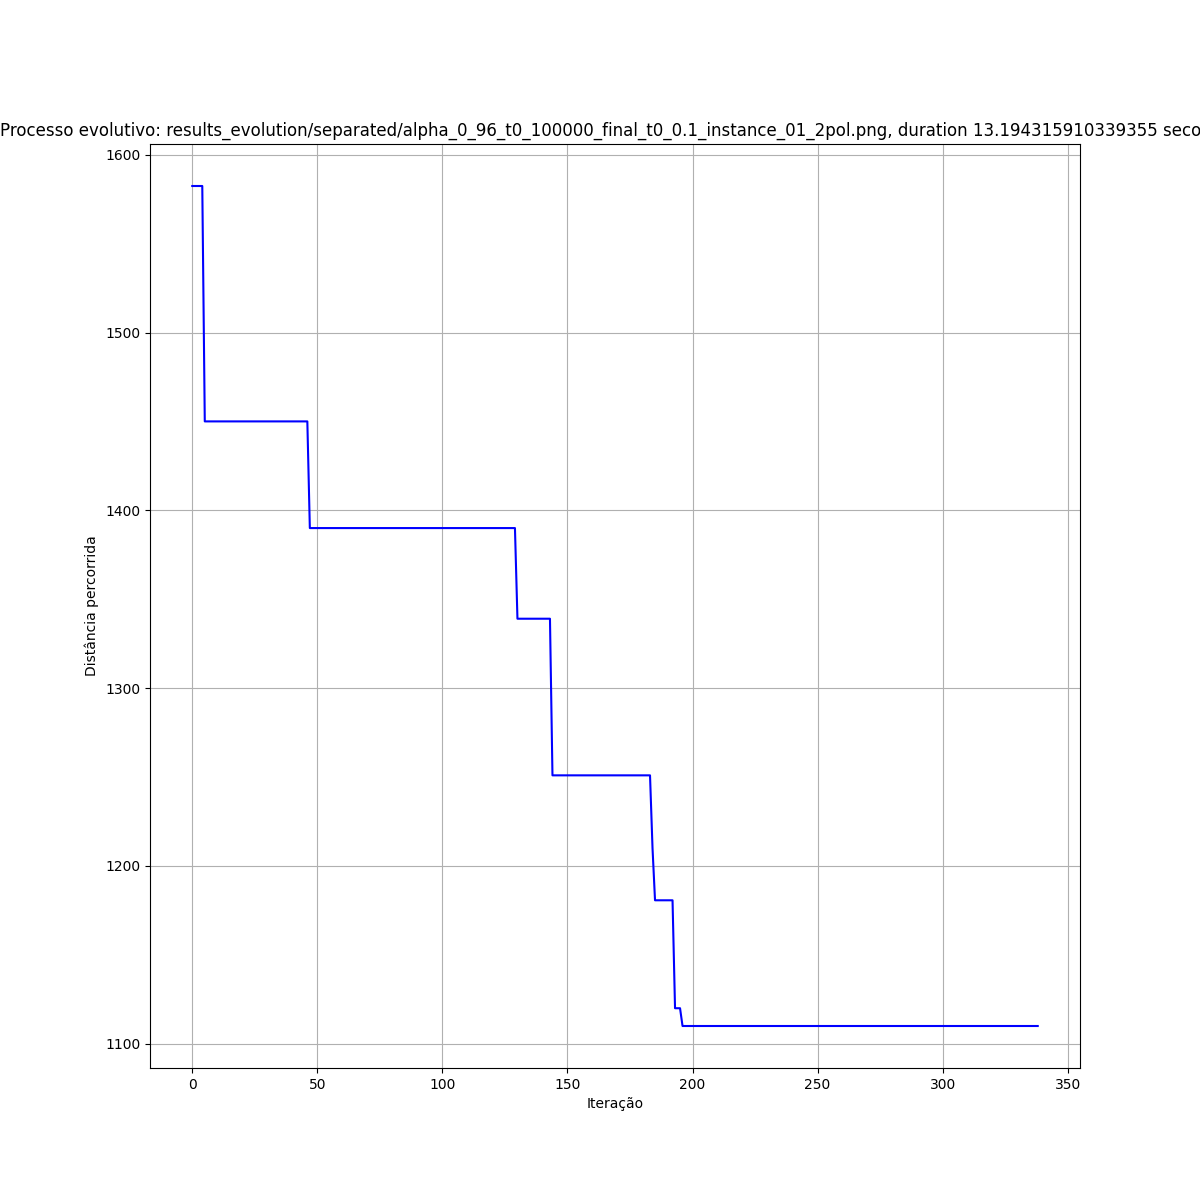 Processo evolutivo: results_evolution/separated/alpha_0_96_t0_100000_final_t0_0.1_instance_01_2pol.png, duration 13.194315910339355 seco
1600
1500
1400
1300
1200
1100
Distância percorrida
0 50 100 150 200 250 300 350
Iteração